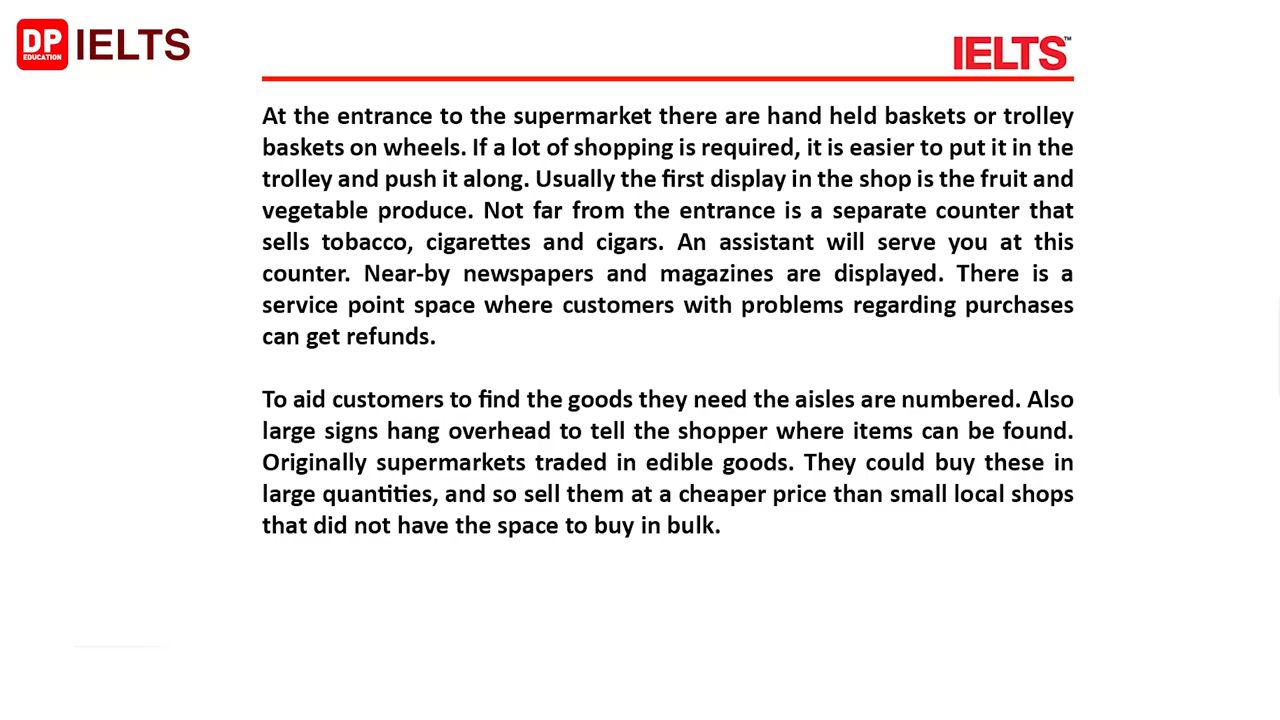 DP
EDUCATION
IELTS
IELTS™
At the entrance to the supermarket there are hand held baskets or trolley
baskets on wheels. If a lot of shopping is required, it is easier to put it in the
trolley and push it along. Usually the first display in the shop is the fruit and
vegetable produce. Not far from the entrance is a separate counter that
sells tobacco, cigarettes and cigars. An assistant will serve you at this
counter. Near-by newspapers and magazines are displayed. There is a
service point space where customers with problems regarding purchases
can get refunds.
To aid customers to find the goods they need the aisles are numbered. Also
large signs hang overhead to tell the shopper where items can be found.
Originally supermarkets traded in edible goods. They could buy these in
large quantities, and so sell them at a cheaper price than small local shops
that did not have the space to buy in bulk.